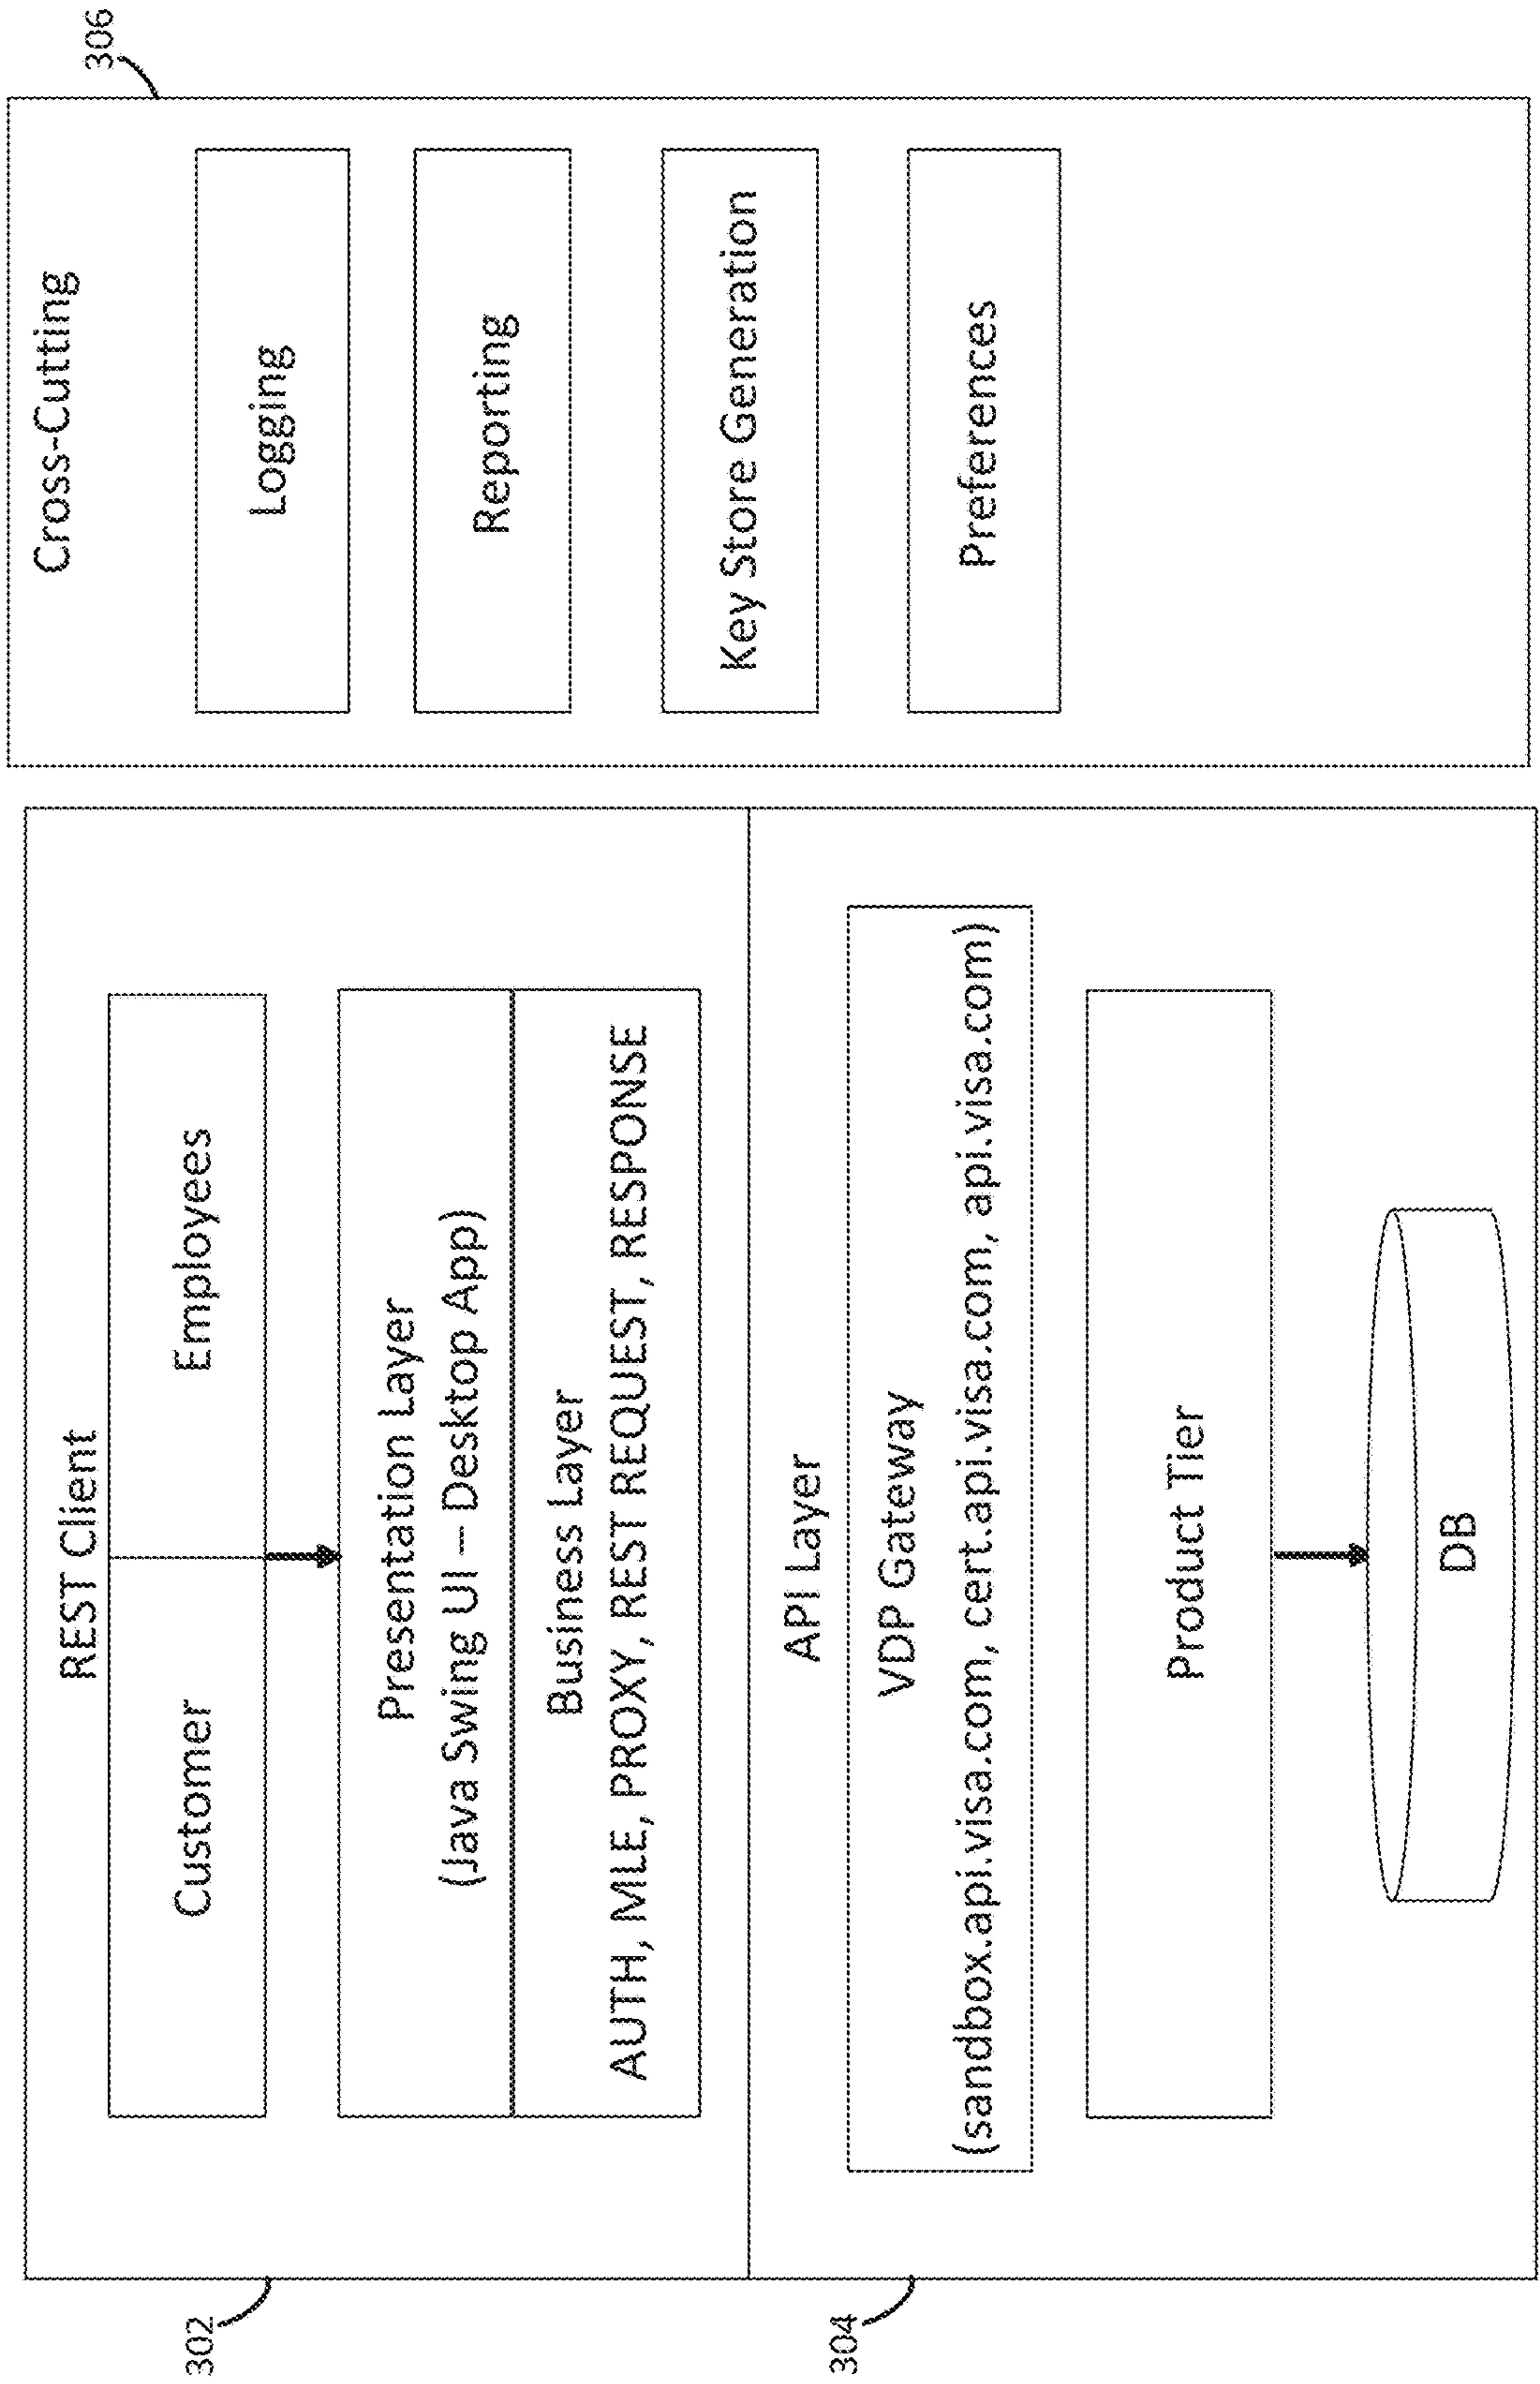 302
REST Client
Customer
Employees
Presentation Layer
(Java Swing UI – Desktop App)
Business Layer
AUTH, MLE, PROXY, REST REQUEST, RESPONSE
304
API Layer
VDP Gateway
(sandbox.api.visa.com, cert.api.visa.com, api.visa.com)
Product Tier
DB
306
Cross-Cutting
Logging
Reporting
Key Store Generation
Preferences